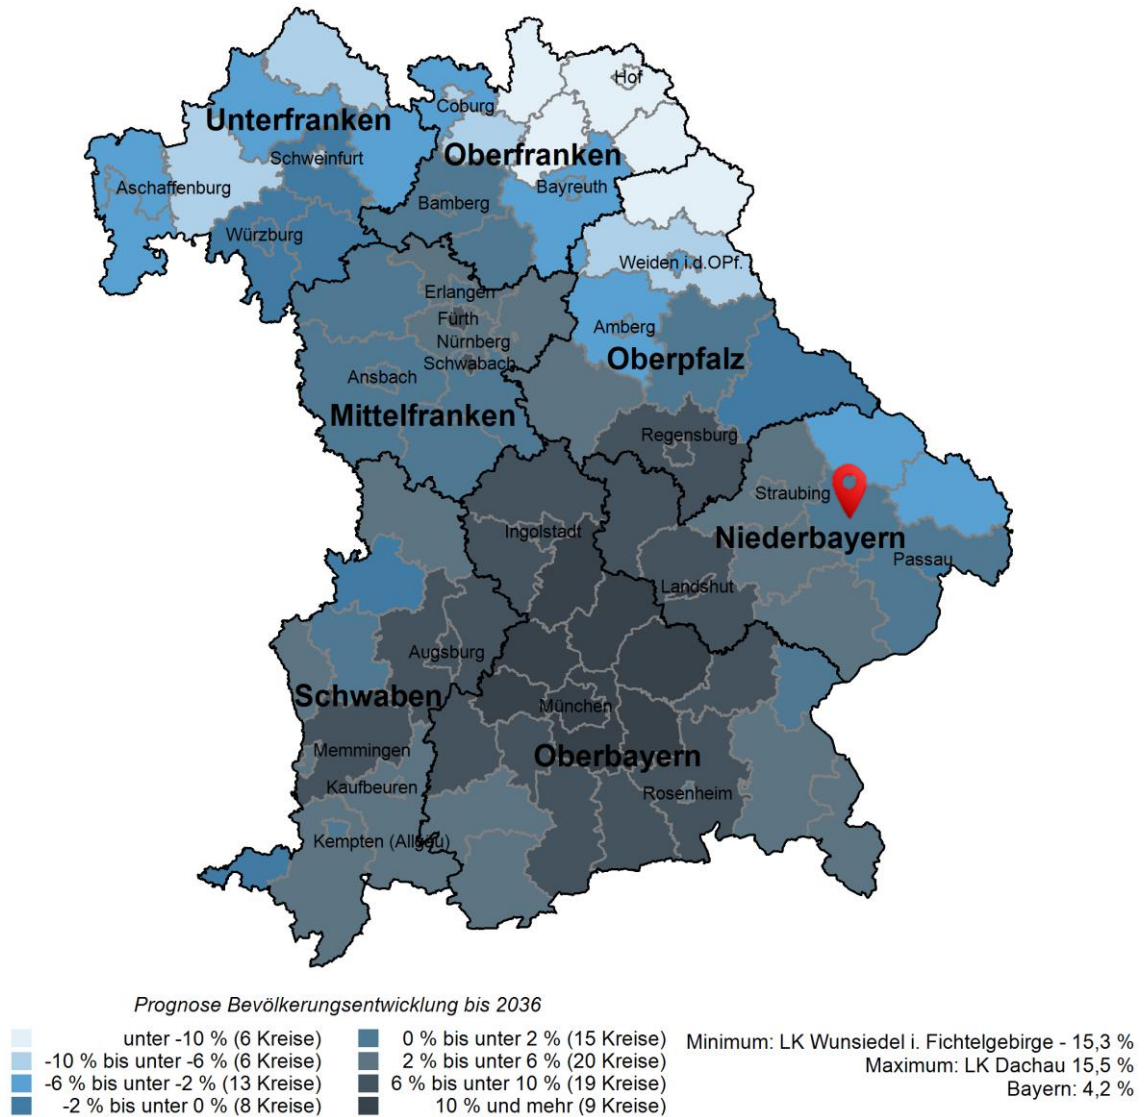 Hof
Coburg
Unterfranken
Oberfranken
Schweinfurt
Aschaffenburg
Bayreuth
Bamberg
Würzburg
Weiden i.d.OPf.
Erlangen
Fürth
Amberg
Nürnberg
Oberpfalz
Schwabach
Ansbach
Mittelfranken
Regensburg
Straubing
Ingolstadt
Niederbayern
Passau
Landshut
Augsburg
Schwaben
München
Memmingen
Oberbayern
Kaufbeuren
Rosenheim
Kempten (Allgäu)
Prognose Bevölkerungsentwicklung bis 2036
unter -10 % (6 Kreise)
-10 % bis unter -6 % (6 Kreise)
-6 % bis unter -2 % (13 Kreise)
-2 % bis unter 0 % (8 Kreise)
0 % bis unter 2 % (15 Kreise)
2 % bis unter 6 % (20 Kreise)
6 % bis unter 10 % (19 Kreise)
10 % und mehr (9 Kreise)
Minimum: LK Wunsiedel i. Fichtelgebirge - 15,3 %
Maximum: LK Dachau 15,5 %
Bayern: 4,2 %